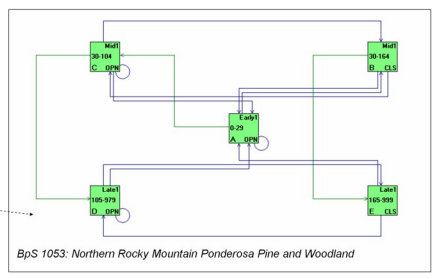 Mid1
30-104
C OPN
Mid1
30-164
B CLS
Early1
0-29
A OPN
Late1
105-979
D OPN
Late1
165-999
E CLS
BpS 1053: Northern Rocky Mountain Ponderosa Pine and Woodland